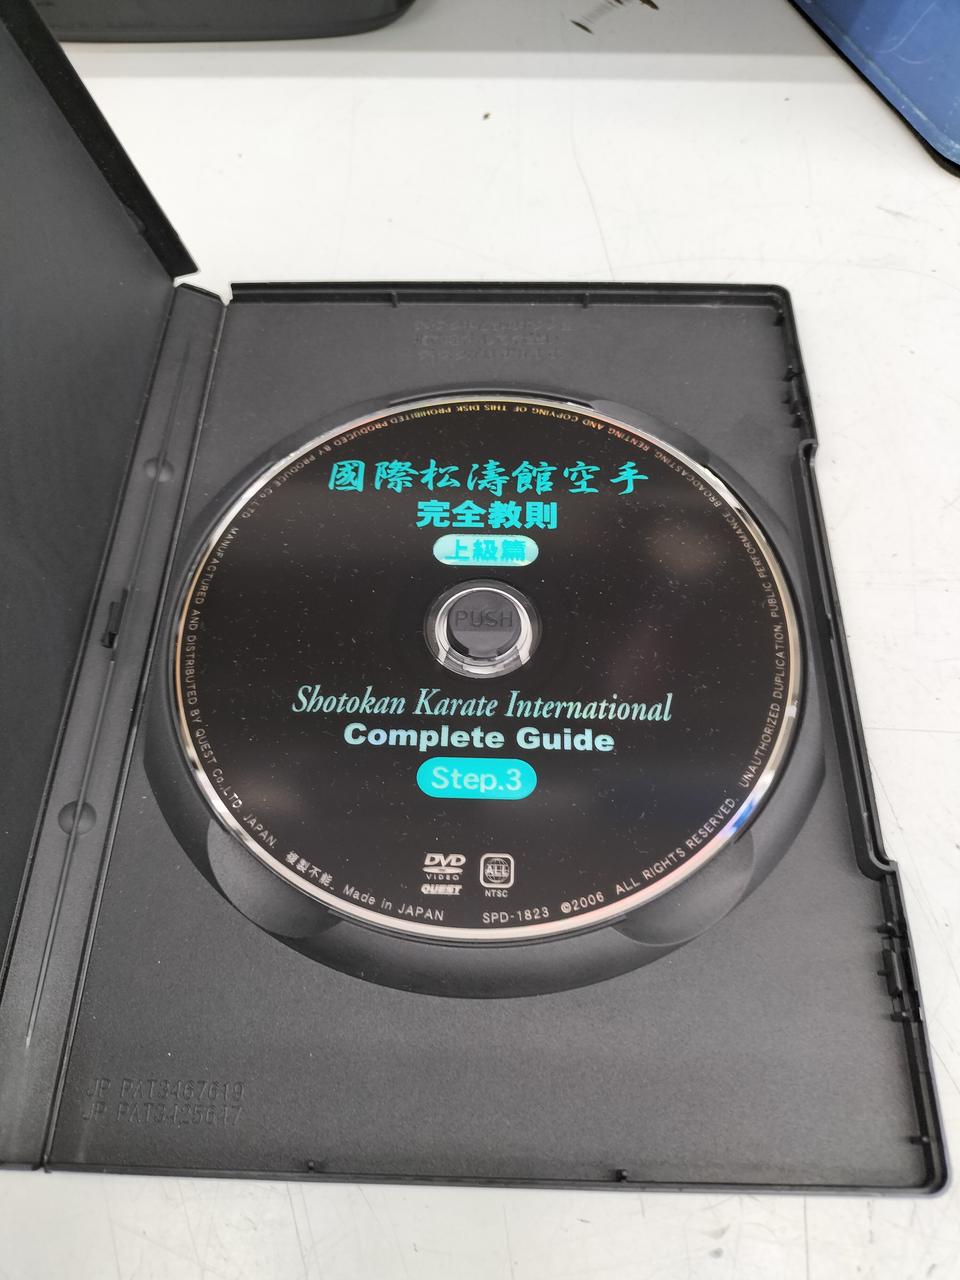 國際松濤館空手
完全教則
上級篇
PUSH
Shotokan Karate International
Complete Guide
Step.3
DVD
VIDEO
QUEST
ALL
NTSC
PRODUCED BY PRODUCE Co.,LTD. MANUFACTURED AND DISTRIBUTED BY QUEST Co.,LTD. JAPAN. 複製不能. Made in JAPAN
SPD-1823 ©2006 ALL RIGHTS RESERVED. UNAUTHORIZED DUPLICATION, PUBLIC PERFORMANCE, BROADCASTING, RENTING AND COPYING OF THIS DISK PROHIBITED
JP PAT3467619
JP PAT3425647